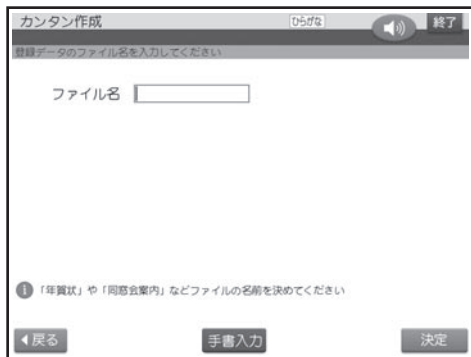 カンタン作成
ひらがな
終了
登録データのファイル名を入力してください
ファイル名
「年賀状」や「同窓会案内」などファイルの名前を決めてください
戻る
手書入力
決定